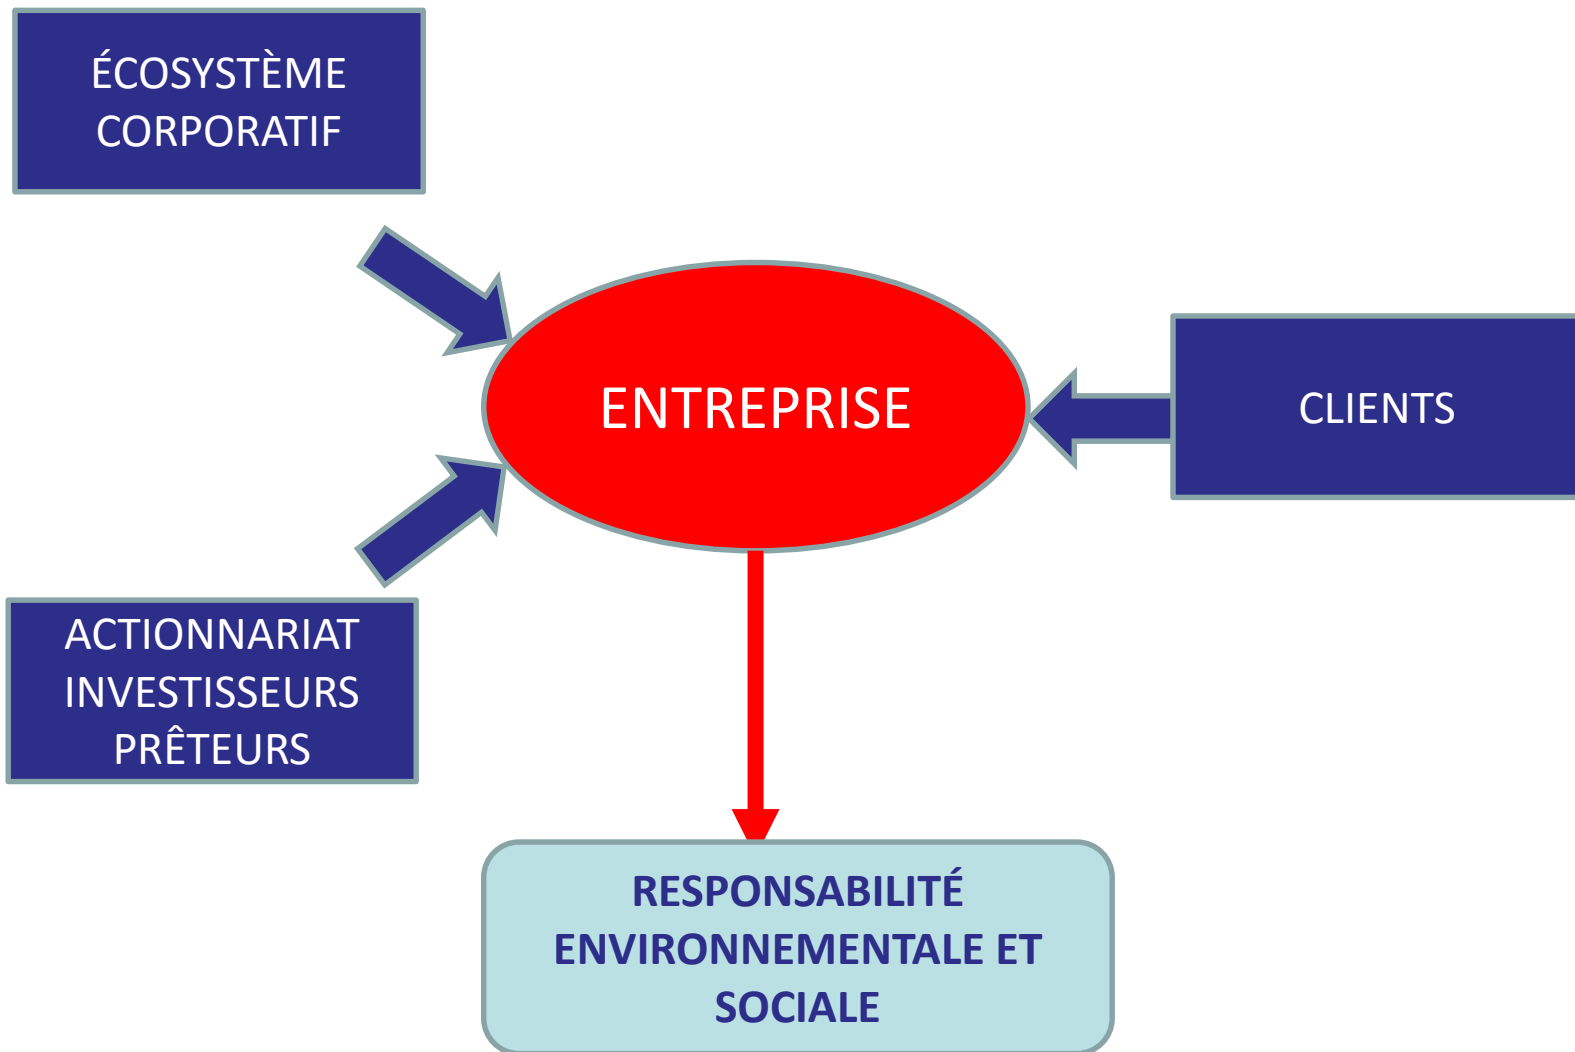 ÉCOSYSTÈME
CORPORATIF
ENTREPRISE
CLIENTS
ACTIONNARIAT
INVESTISSEURS
PRÊTEURS
RESPONSABILITÉ
ENVIRONNEMENTALE ET
SOCIALE